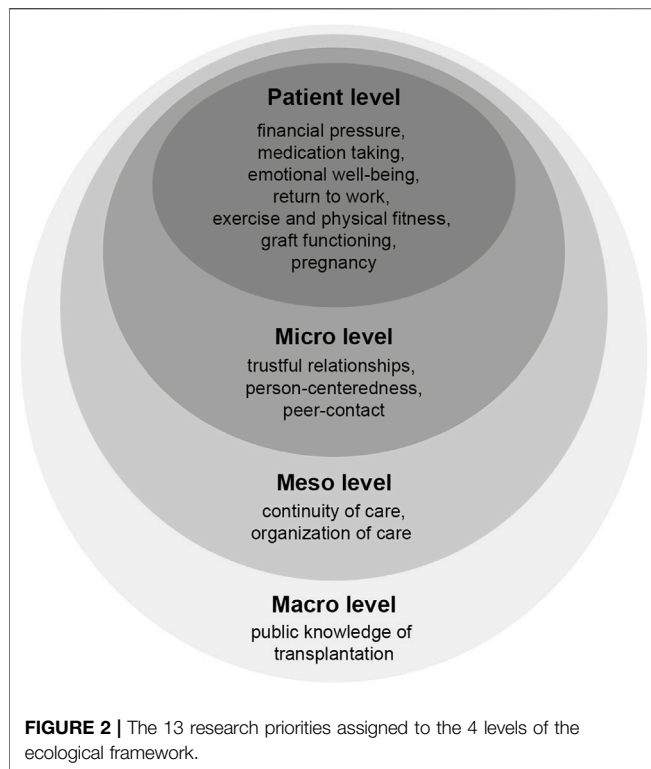 Patient level
financial pressure,
medication taking,
emotional well-being,
return to work,
exercise and physical fitness,
graft functioning,
pregnancy
Micro level
trustful relationships,
person-centeredness,
peer-contact
Meso level
continuity of care,
organization of care
Macro level
public knowledge of
transplantation
FIGURE 2 | The 13 research priorities assigned to the 4 levels of the
ecological framework.